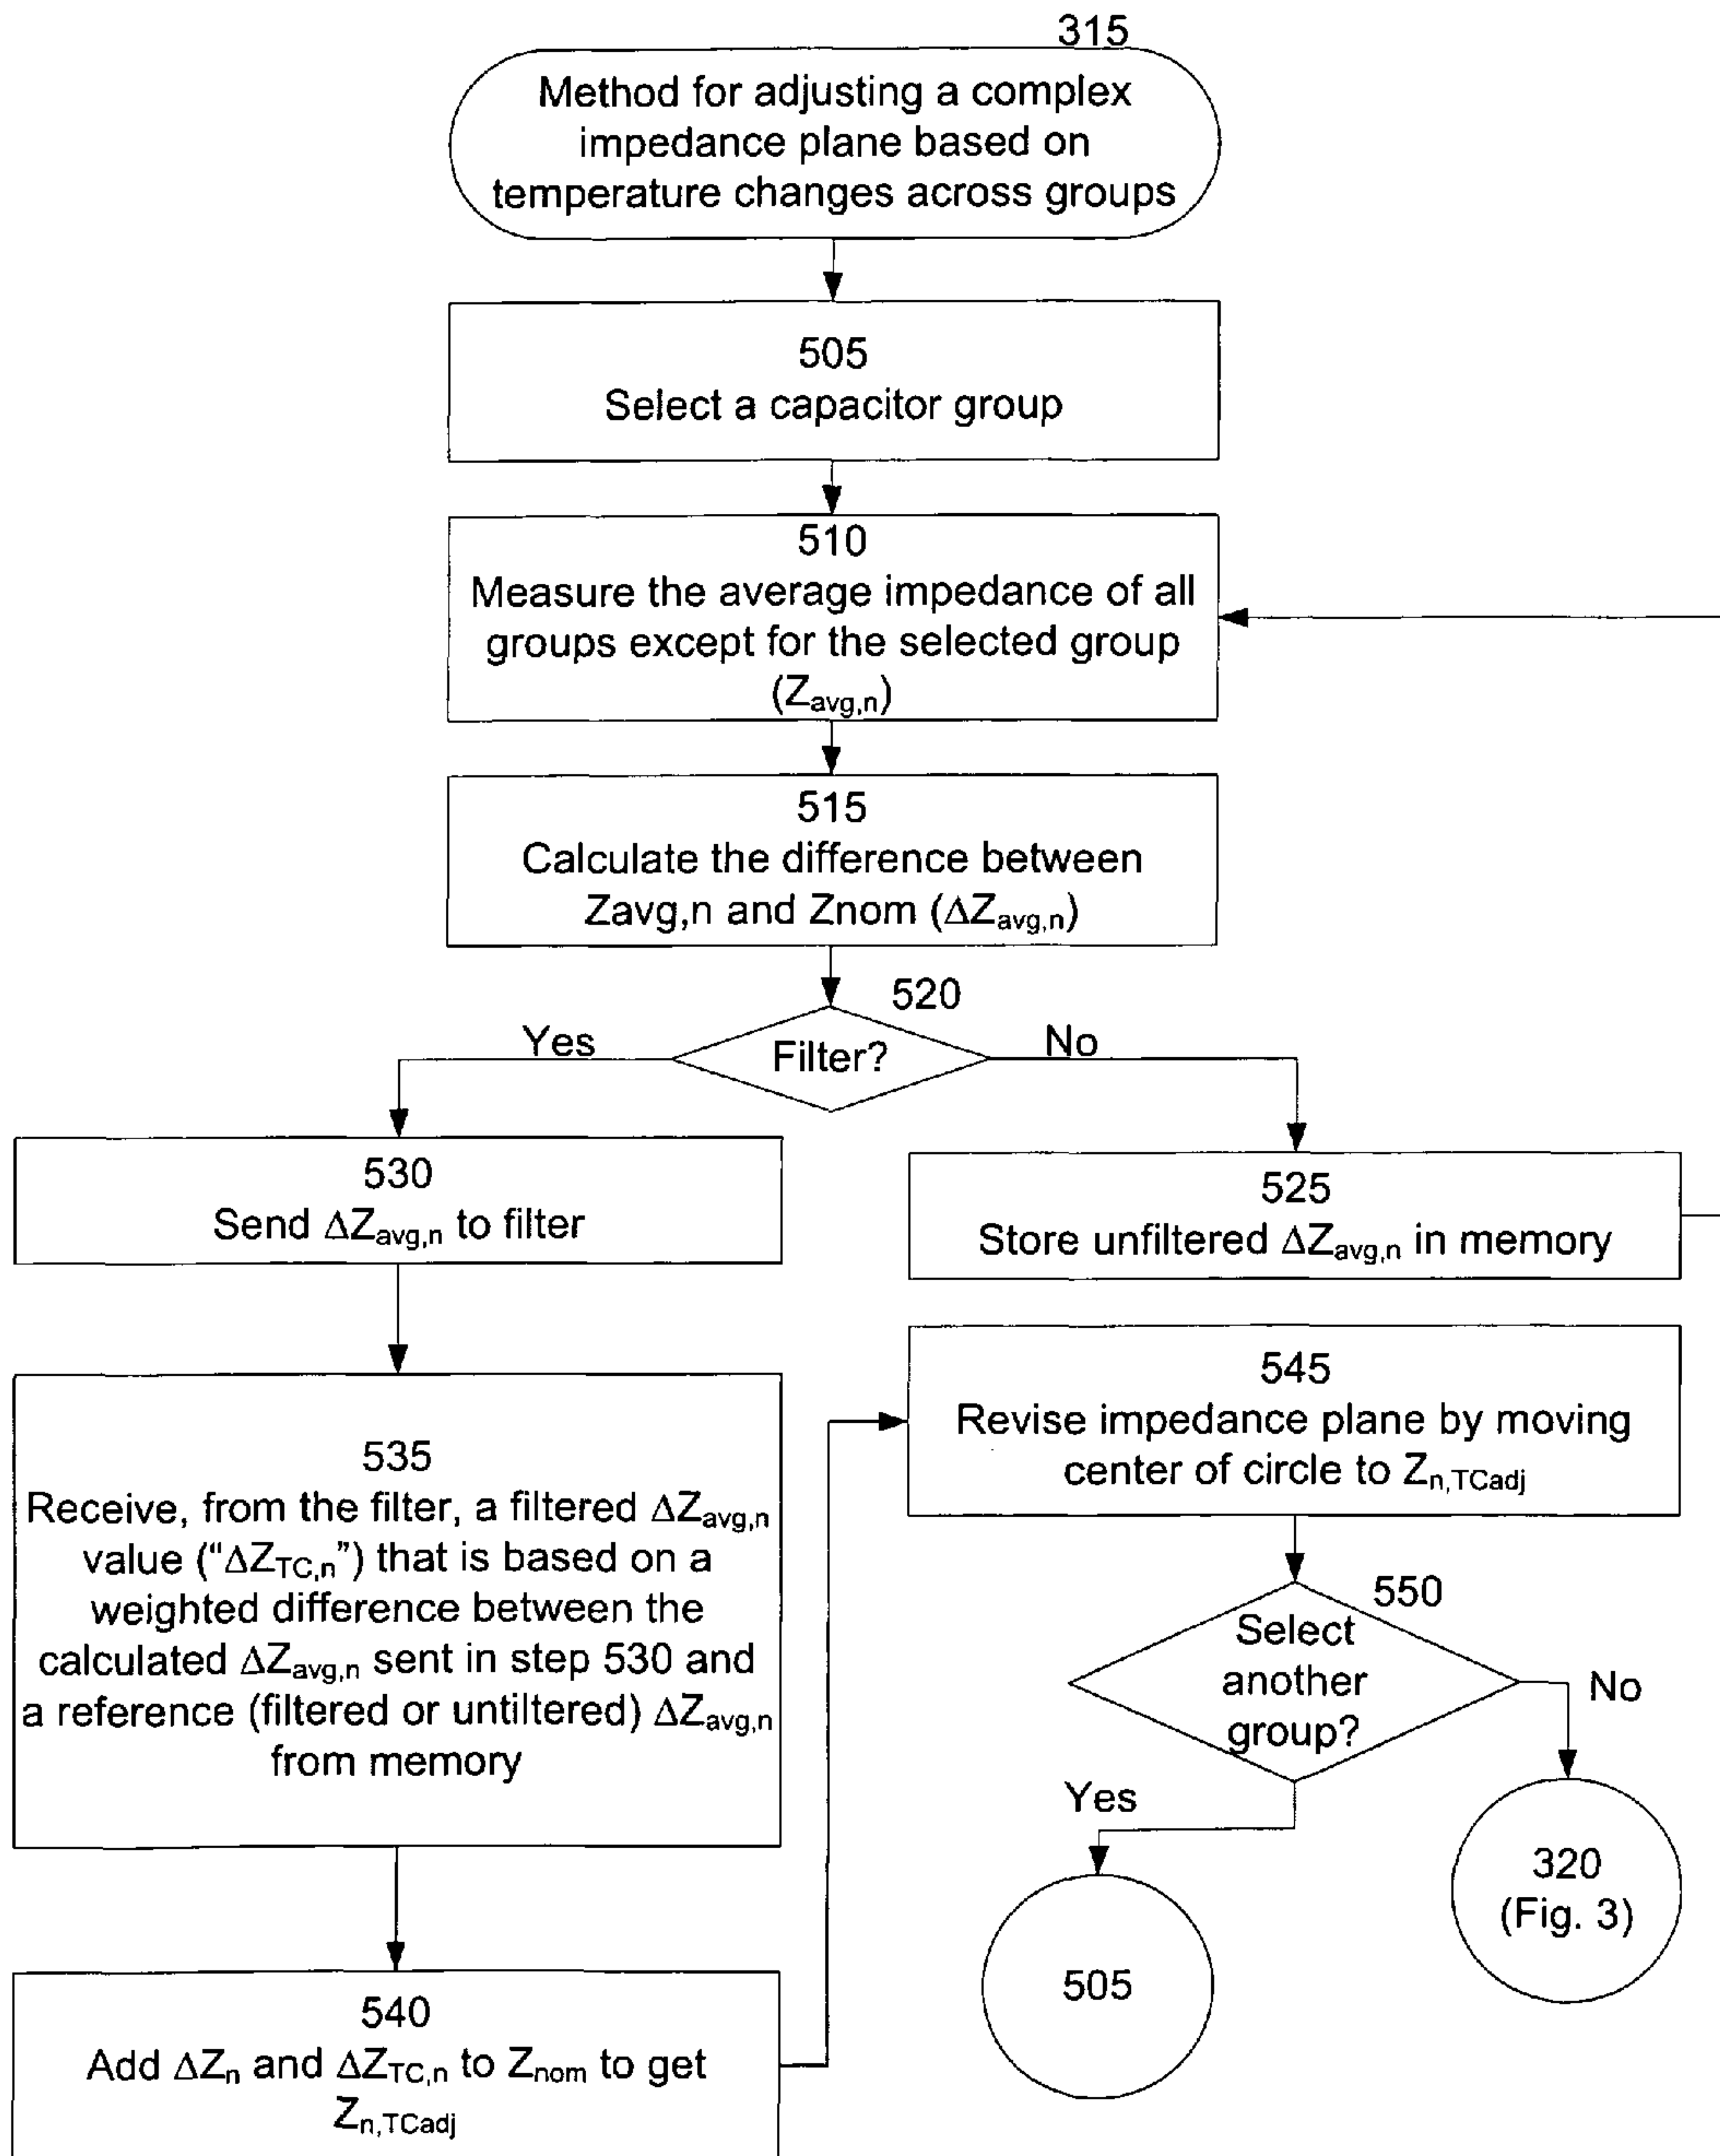 315
Method for adjusting a complex
impedance plane based on
temperature changes across groups
505
Select a capacitor group
510
Measure the average impedance of all
groups except for the selected group
(Zavg,n)
515
Calculate the difference between
Zavg,n and Znom (ΔZavg,n)
520
Filter?
Yes
No
530
Send ΔZavg,n to filter
525
Store unfiltered ΔZavg,n in memory
535
Receive, from the filter, a filtered ΔZavg,n
value (“ΔZTC,n”) that is based on a
weighted difference between the
calculated ΔZavg,n sent in step 530 and
a reference (filtered or untiltered) ΔZavg,n
from memory
540
Add ΔZn and ΔZTC,n to Znom to get
Zn,TCadj
545
Revise impedance plane by moving
center of circle to Zn,TCadj
550
Select
another
group?
Yes
No
505
320
(Fig. 3)